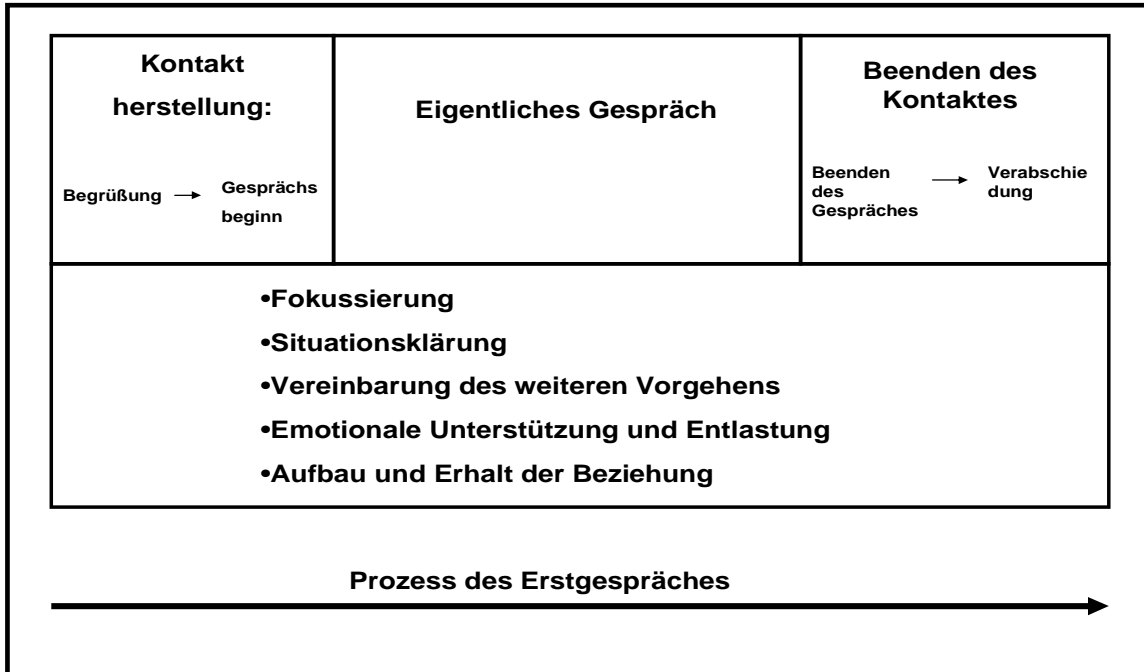 Kontakt
herstellung:
Begrüßung
Gesprächs
beginn
Eigentliches Gespräch
Beenden des
Kontaktes
Beenden
des
Gespräches
Verabschie
dung
•Fokussierung
•Situationsklärung
•Vereinbarung des weiteren Vorgehens
•Emotionale Unterstützung und Entlastung
•Aufbau und Erhalt der Beziehung
Prozess des Erstgespräches